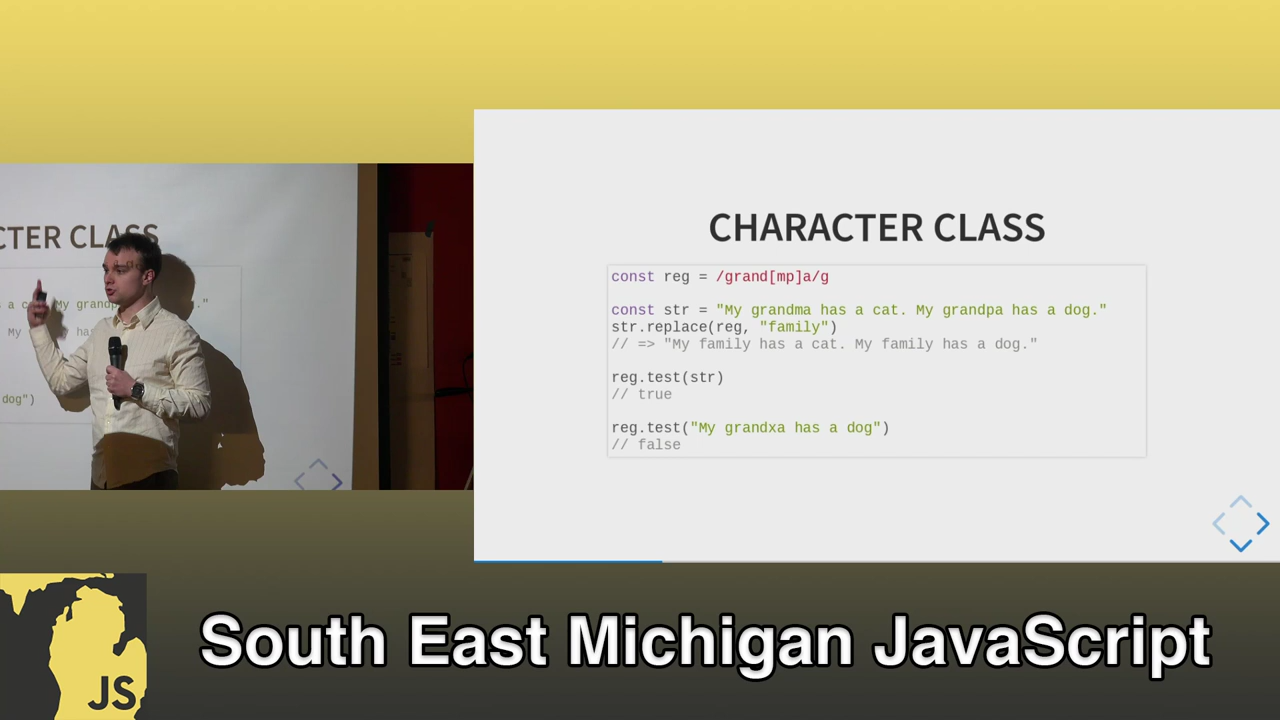 CHARACTER CLASS
const reg = /grand[mp]a/g
const str = "My grandma has a cat. My grandpa has a dog."
str.replace(reg, "family")
// => "My family has a cat. My family has a dog."
reg.test(str)
// true
reg.test("My grandxa has a dog")
// false
CTER CLASS
My
dog")
JS
South East Michigan JavaScript